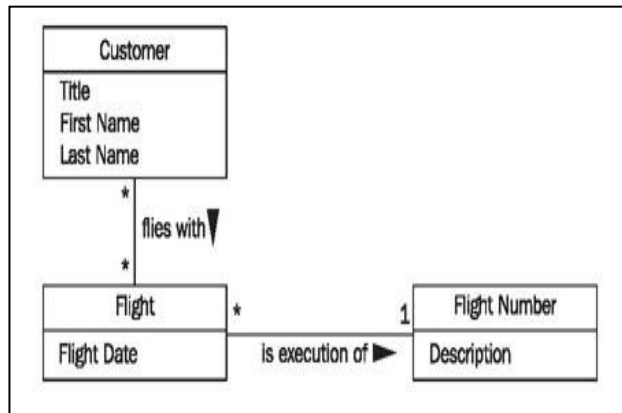 Customer
Title
First Name
Last Name
*
flies with
*
Flight
Flight Date
*
is execution of
1
Flight Number
Description